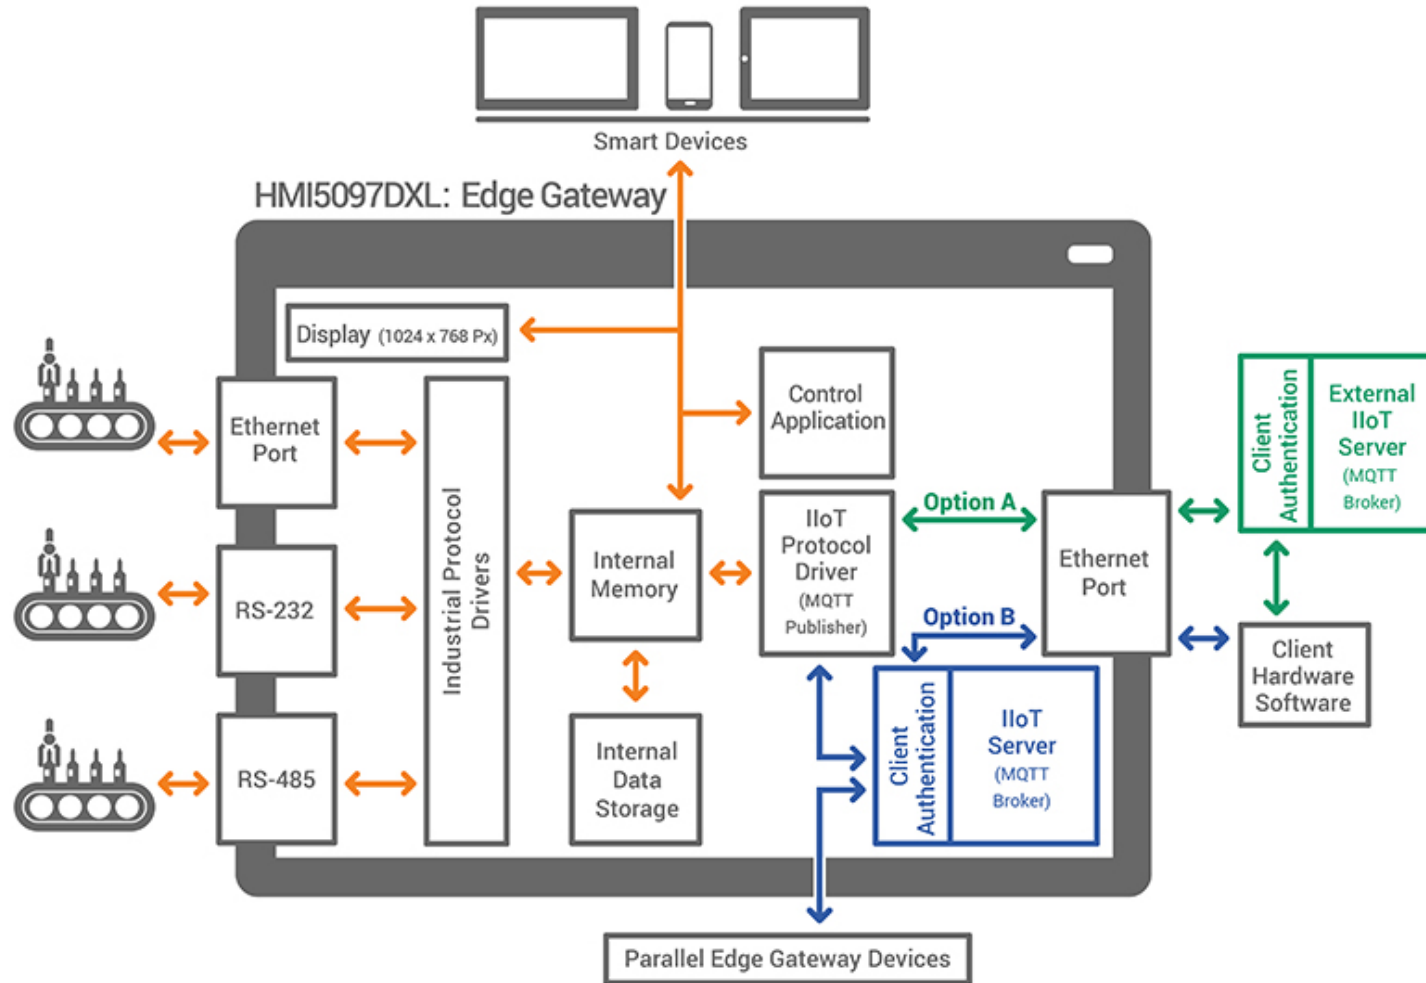 Smart Devices
HMI5097DXL: Edge Gateway
Display (1024 x 768 Px)
Ethernet
Port
RS-232
RS-485
Industrial Protocol
Drivers
Internal
Memory
Internal
Data
Storage
Control
Application
IIoT
Protocol
Driver
(MQTT
Publisher)
Option A
Option B
Client
Authentication
IIoT
Server
(MQTT
Broker)
Ethernet
Port
Client
Authentication
External
IIoT
Server
(MQTT
Broker)
Client
Hardware
Software
Parallel Edge Gateway Devices